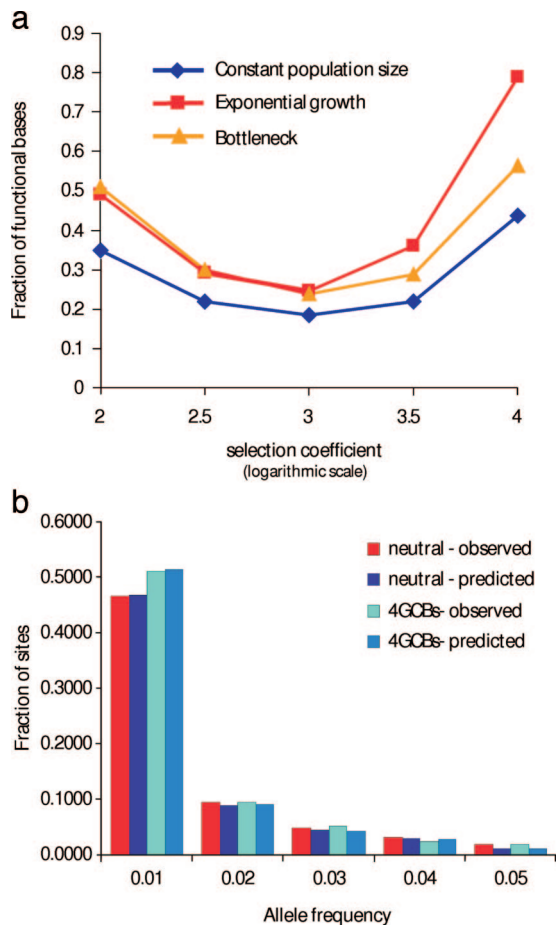 a
0.9
0.8
0.7
0.6
0.5
0.4
0.3
0.2
0.1
0
Fraction of functional bases
Constant population size
Exponential growth
Bottleneck
2
2.5
3
3.5
4
selection coefficient
(logarithmic scale)
b
0.6000
0.5000
0.4000
0.3000
0.2000
0.1000
0.0000
Fraction of sites
neutral - observed
neutral - predicted
4GCBs- observed
4GCBs- predicted
0.01
0.02
0.03
0.04
0.05
Allele frequency